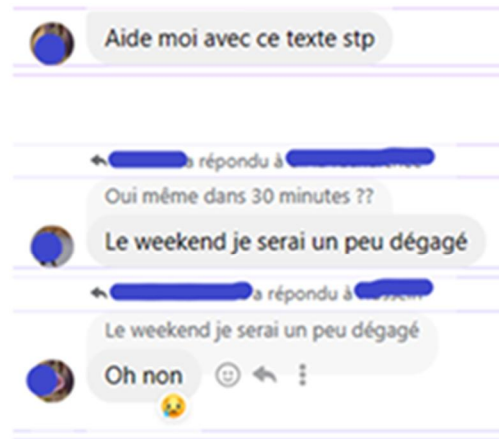 Aide moi avec ce texte stp
a répondu à
Oui même dans 30 minutes ??
Le weekend je serai un peu dégagé
a répondu à
Le weekend je serai un peu dégagé
Oh non